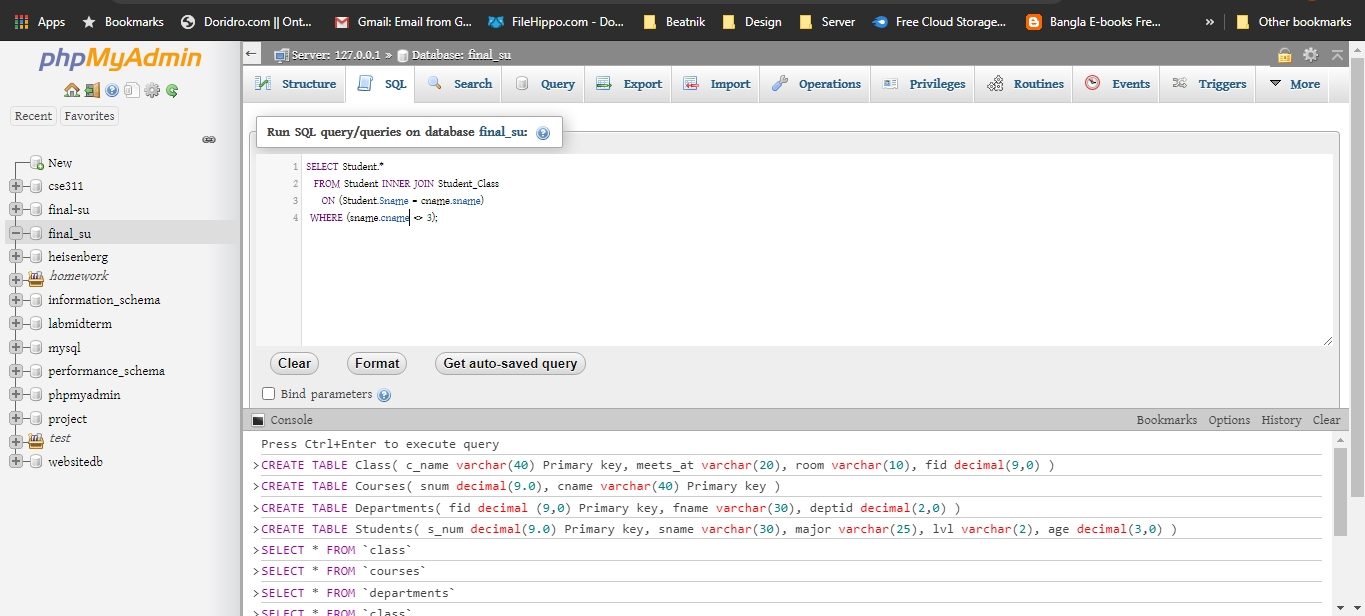 Apps Bookmarks Doridro.com || Ont... Gmail: Email from G... FileHippo.com - Do... Beatnik Design Server Free Cloud Storage... Bangla E-books Fre... » Other bookmarks
phpMyAdmin
Recent Favorites
New
cse311
final-su
final_su
heisenberg
homework
information_schema
labmidterm
mysql
performance_schema
phpmyadmin
project
test
websitedb
Server: 127.0.0.1 » Database: final_su
Structure SQL Search Query Export Import Operations Privileges Routines Events Triggers More
Run SQL query/queries on database final_su:
1 SELECT Student.*
2 FROM Student INNER JOIN Student_Class
3 ON (Student.Sname = cname.sname)
4 WHERE (sname.cname <> 3);
Clear Format Get auto-saved query
Bind parameters
Console Bookmarks Options History Clear
Press Ctrl+Enter to execute query
>CREATE TABLE Class( c_name varchar(40) Primary key, meets_at varchar(20), room varchar(10), fid decimal(9,0) )
>CREATE TABLE Courses( snum decimal(9.0), cname varchar(40) Primary key )
>CREATE TABLE Departments( fid decimal (9,0) Primary key, fname varchar(30), deptid decimal(2,0) )
>CREATE TABLE Students( s_num decimal(9.0) Primary key, sname varchar(30), major varchar(25), lvl varchar(2), age decimal(3,0) )
>SELECT * FROM `class`
>SELECT * FROM `courses`
>SELECT * FROM `departments`
>SELECT * FROM `class`